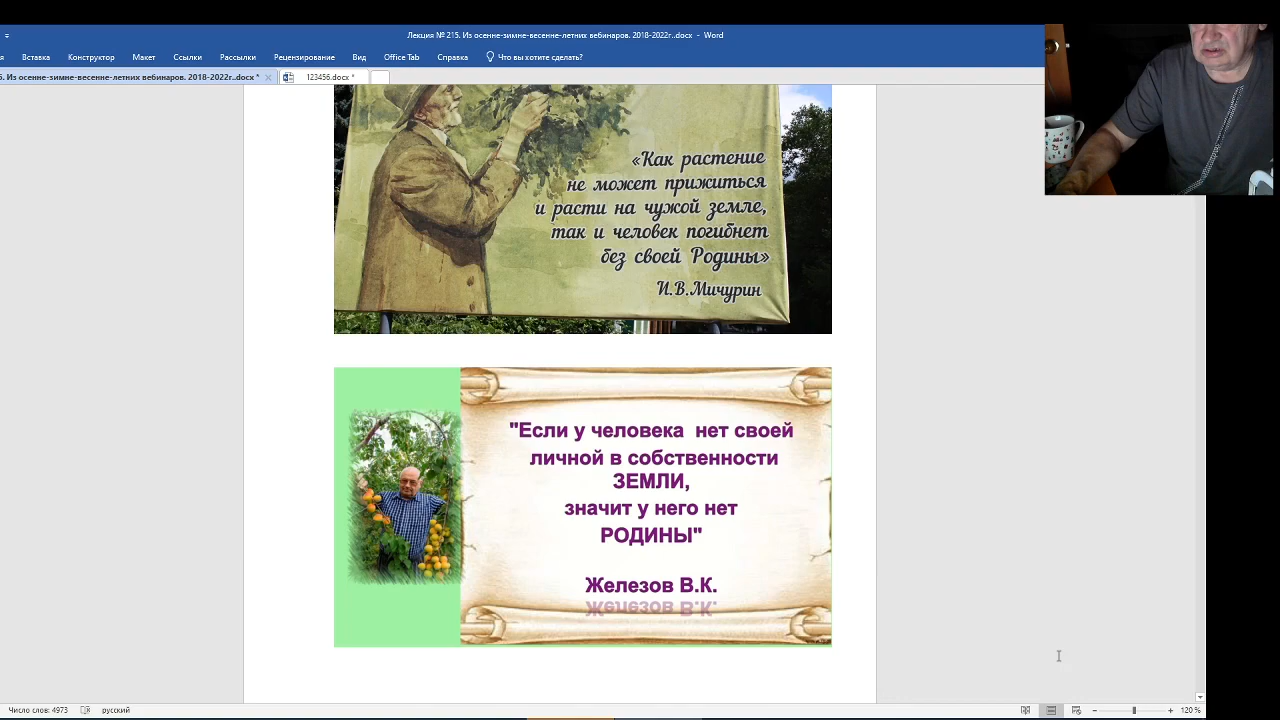 Лекция № 215. Из осенне-зимне-весенне-летних вебинаров. 2018-2022г..docx - Word
Вставка Конструктор Макет Ссылки Рассылки Рецензирование Вид Office Tab Справка Что вы хотите сделать?
5. Из осенне-зимне-весенне-летних вебинаров. 2018-2022г..docx * 123456.docx *
«Как растение
не может прижиться
и расти на чужой земле,
так и человек погибнет
без своей Родины»
И.В.Мичурин
"Если у человека нет своей
личной в собственности
ЗЕМЛИ,
значит у него нет
РОДИНЫ"
Железов В.К.
Число слов: 4973 русский 120 %